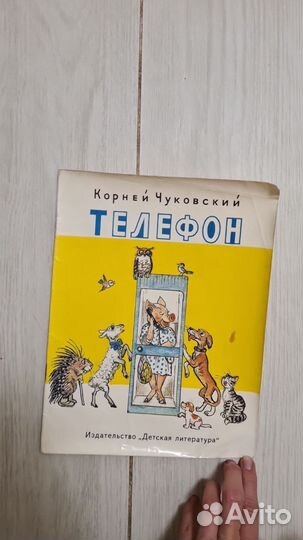 Корней Чуковский
ТЕЛЕФОН
Издательство „Детская литература"
Avito